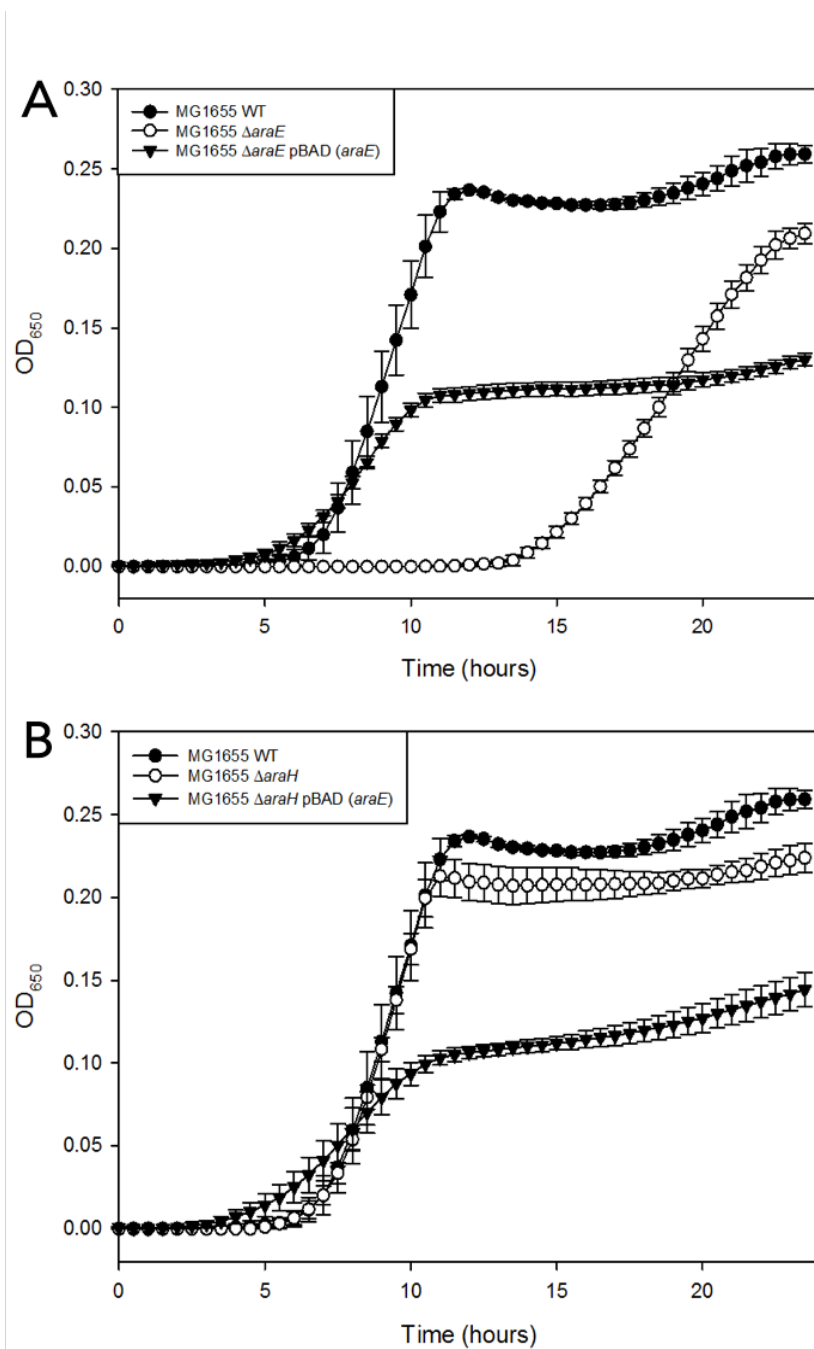 A
0.30
MG1655 WT
MG1655 ΔaraE
MG1655 ΔaraE pBAD (araE)
0.25
0.20
OD650
0.15
0.10
0.05
0.00
0 5 10 15 20
Time (hours)
B
0.30
MG1655 WT
MG1655 ΔaraH
MG1655 ΔaraH pBAD (araE)
0.25
0.20
OD650
0.15
0.10
0.05
0.00
0 5 10 15 20
Time (hours)